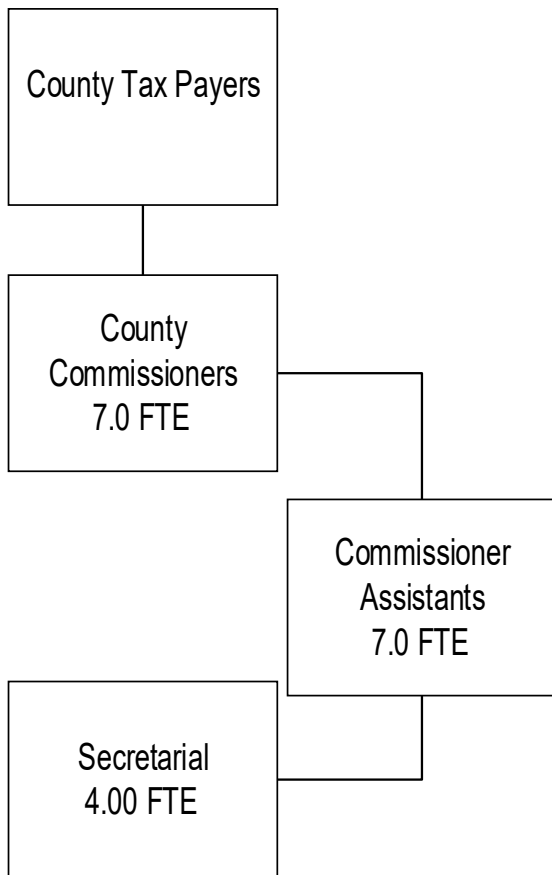 County Tax Payers
County
Commissioners
7.0 FTE
Commissioner
Assistants
7.0 FTE
Secretarial
4.00 FTE